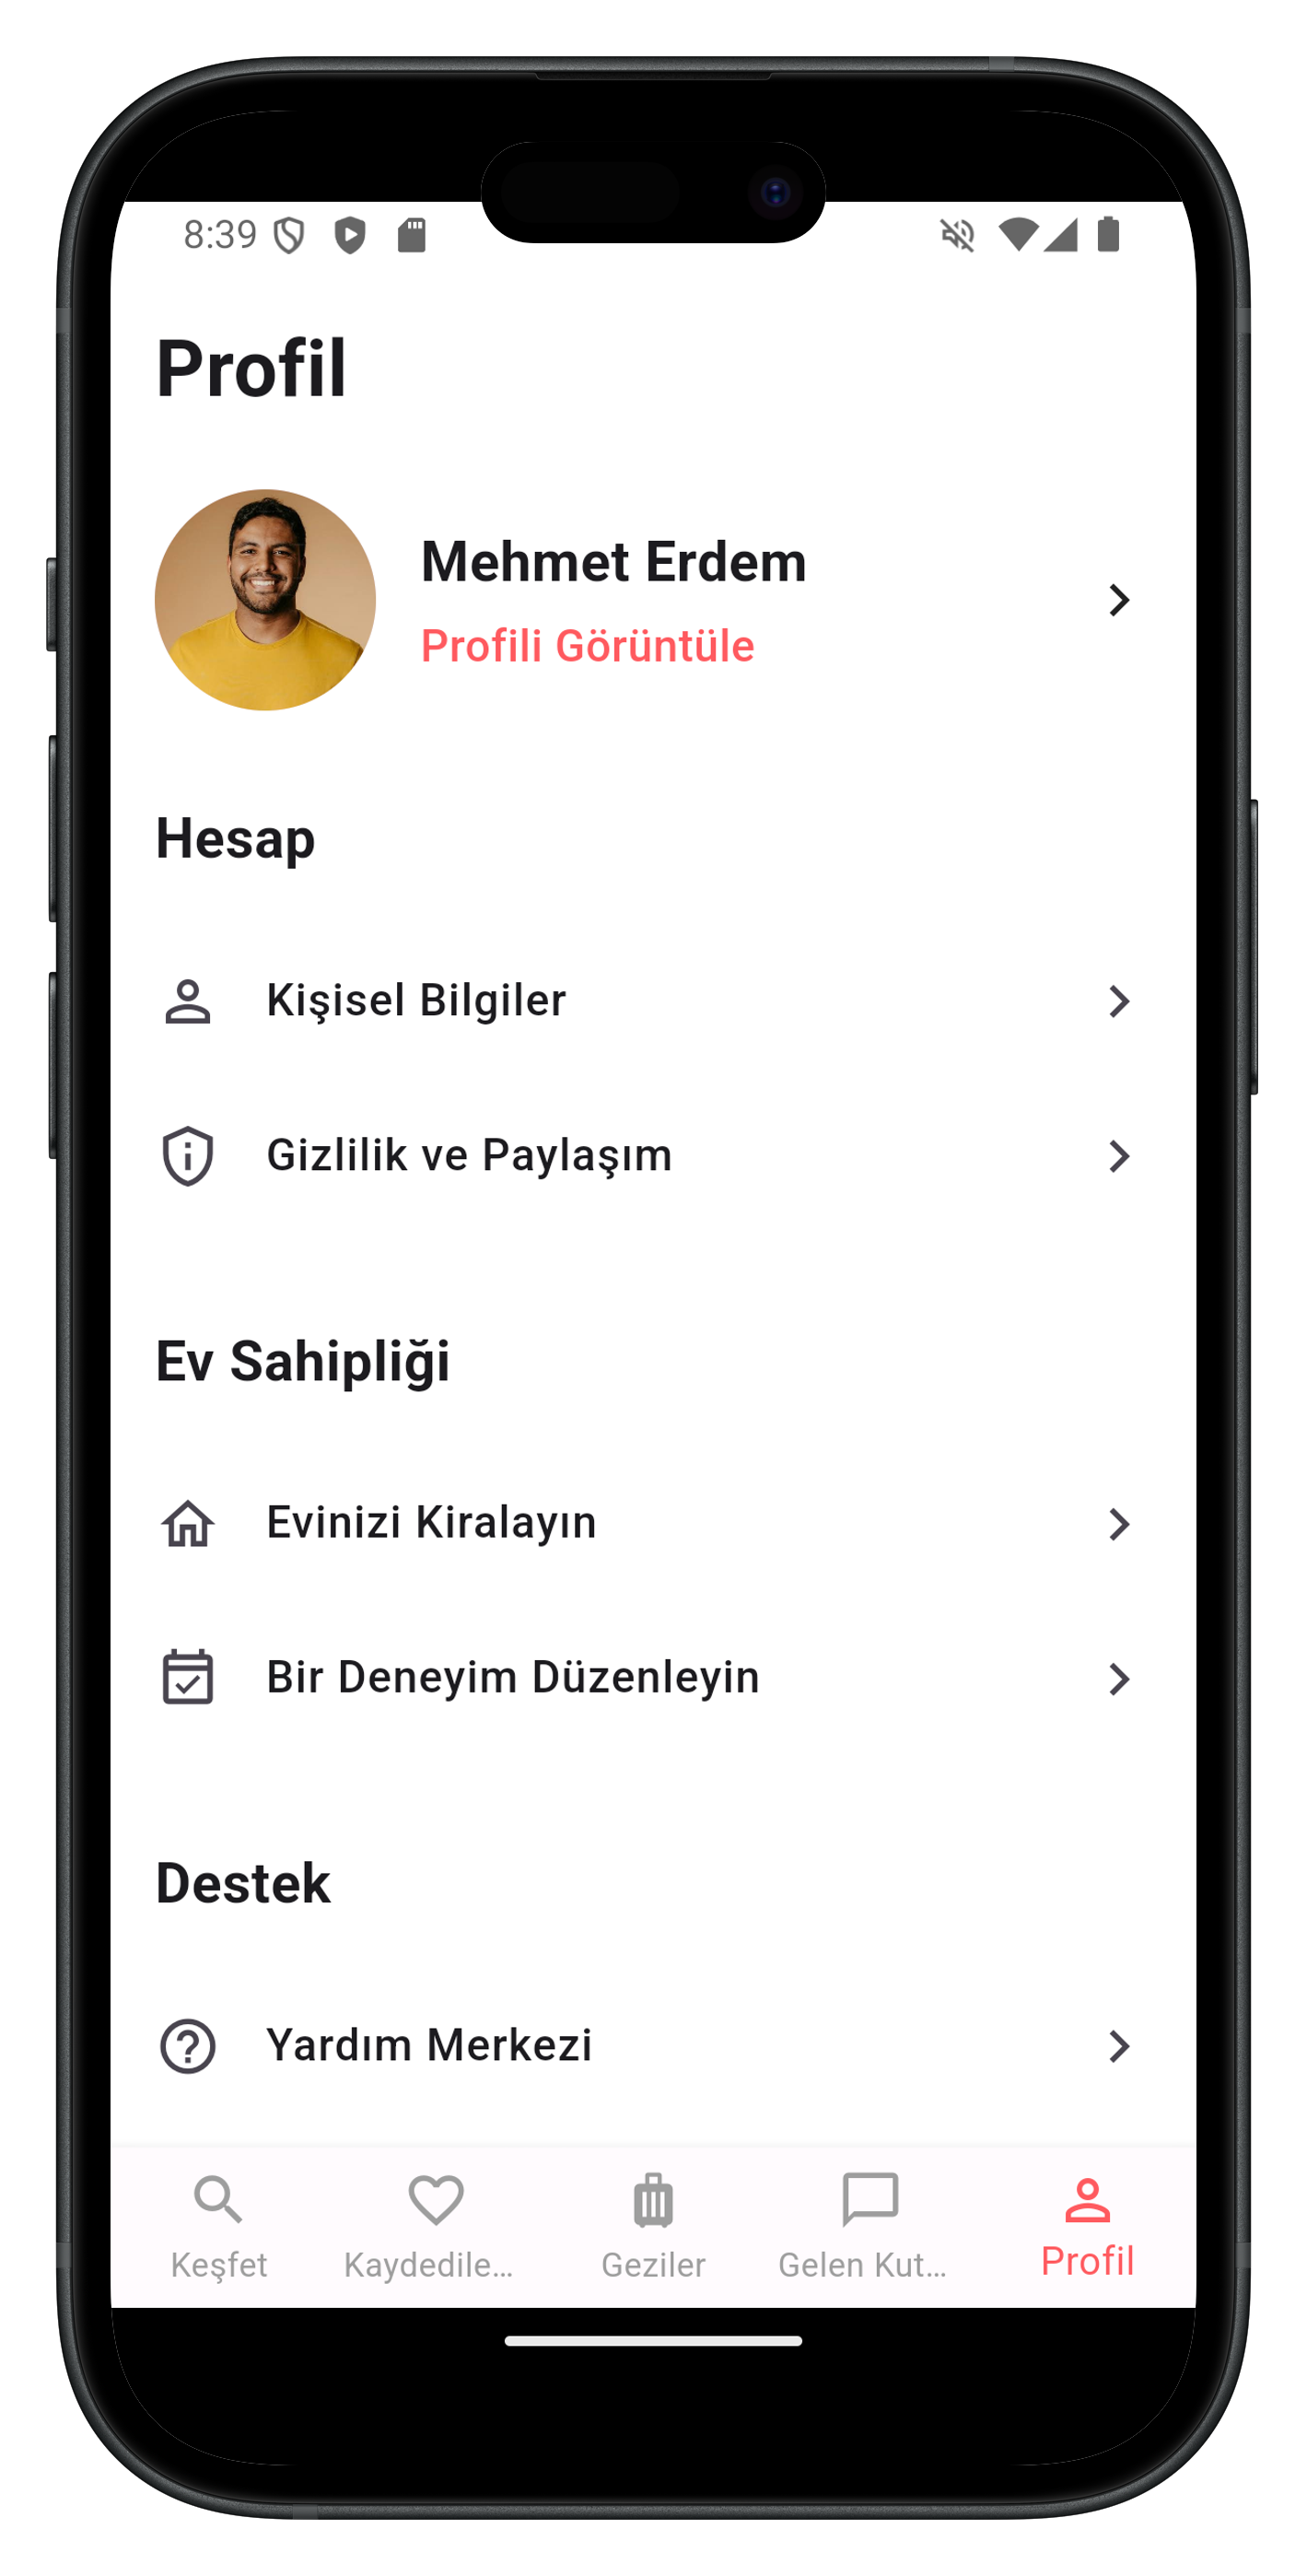 8:39
Profil
Mehmet Erdem
Profili Görüntüle
Hesap
Kişisel Bilgiler
Gizlilik ve Paylaşım
Ev Sahipliği
Evinizi Kiralayın
Bir Deneyim Düzenleyin
Destek
Yardım Merkezi
Keşfet
Kaydedile...
Geziler
Gelen Kut...
Profil